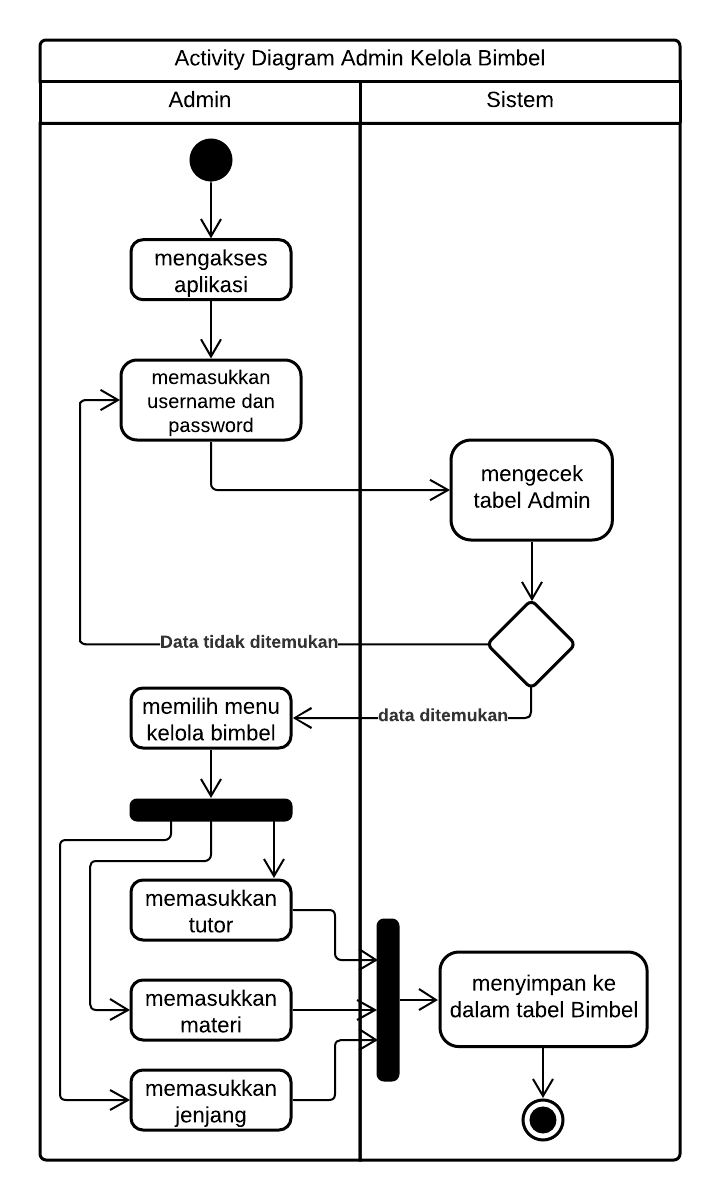 Activity Diagram Admin Kelola Bimbel
Admin
Sistem
mengakses
aplikasi
memasukkan
username dan
password
mengecek
tabel Admin
Data tidak ditemukan
data ditemukan
memilih menu
kelola bimbel
memasukkan
tutor
memasukkan
materi
memasukkan
jenjang
menyimpan ke
dalam tabel Bimbel